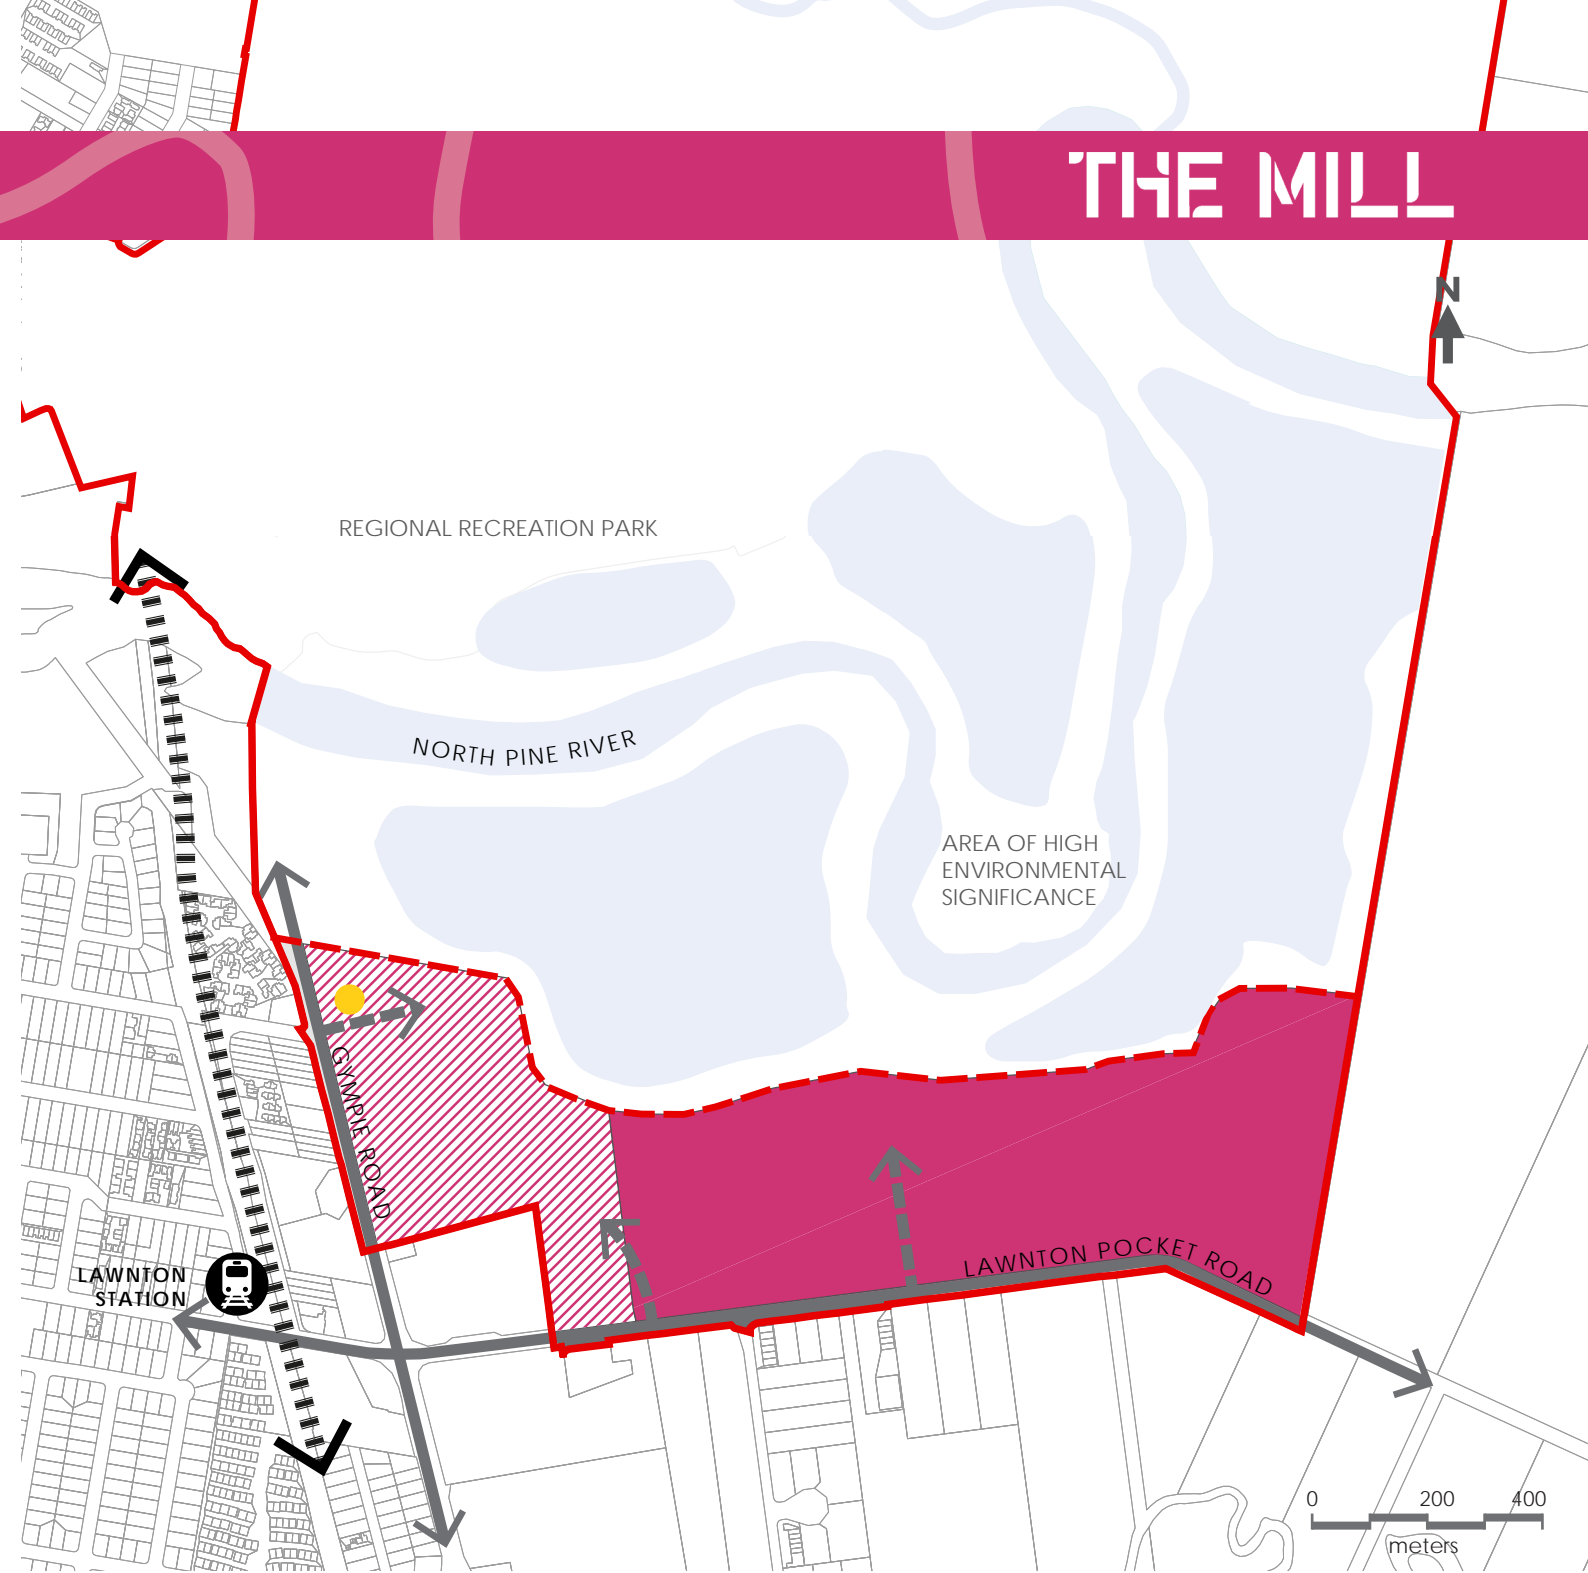 THE MILL
N
REGIONAL RECREATION PARK
NORTH PINE RIVER
AREA OF HIGH
ENVIRONMENTAL
SIGNIFICANCE
GYMPIE ROAD
LAWNTON POCKET ROAD
LAWNTON
STATION
0 200 400
meters